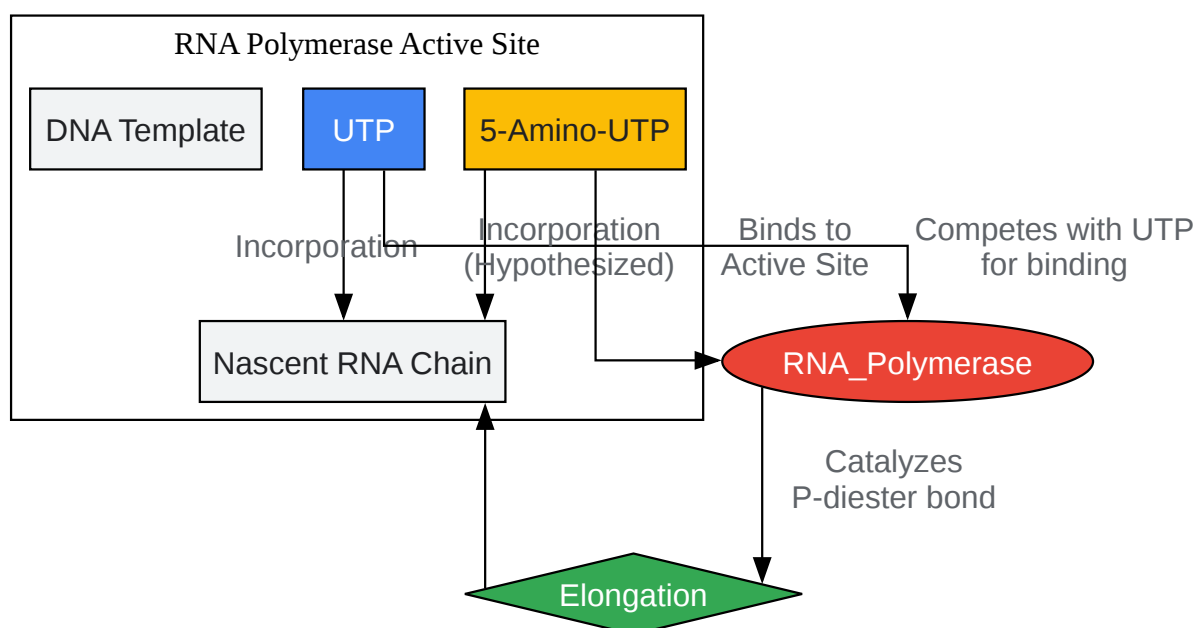 RNA Polymerase Active Site
DNA Template
UTP
5-Amino-UTP
Incorporation
Incorporation
(Hypothesized)
Binds to
Active Site
Competes with UTP
for binding
Nascent RNA Chain
RNA_Polymerase
Catalyzes
P-diester bond
Elongation